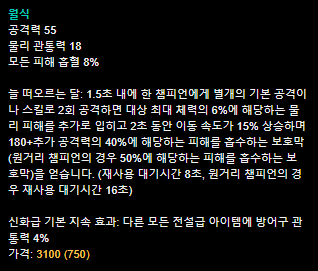 월식
공격력 55
물리 관통력 18
모든 피해 흡혈 8%
늘 떠오르는 달: 1.5초 내에 한 챔피언에게 별개의 기본 공격이
나 스킬로 2회 공격하면 대상 최대 체력의 6%에 해당하는 물
리 피해를 추가로 입히고 2초 동안 이동 속도가 15% 상승하며
180+추가 공격력의 40%에 해당하는 피해를 흡수하는 보호막
(원거리 챔피언의 경우 50%에 해당하는 피해를 흡수하는 보호
막)을 얻습니다. (재사용 대기시간 8초, 원거리 챔피언의 경
우 재사용 대기시간 16초)
신화급 기본 지속 효과: 다른 모든 전설급 아이템에 방어구 관
통력 4%
가격: 3100 (750)